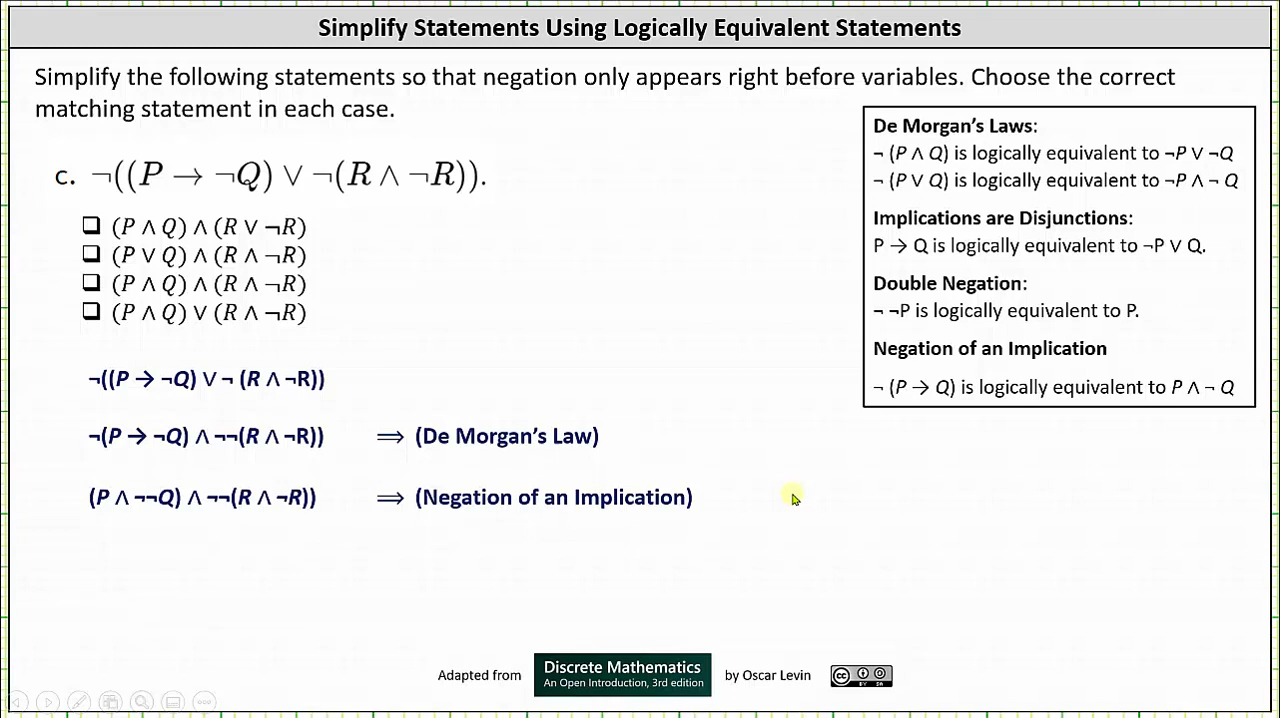 Simplify Statements Using Logically Equivalent Statements
Simplify the following statements so that negation only appears right before variables. Choose the correct
matching statement in each case.
c. ¬((P → ¬Q) ∨ ¬(R ∧ ¬R)).
❏ (P ∧ Q) ∧ (R ∨ ¬R)
❏ (P ∨ Q) ∧ (R ∧ ¬R)
❏ (P ∧ Q) ∧ (R ∧ ¬R)
❏ (P ∧ Q) ∨ (R ∧ ¬R)
¬((P → ¬Q) ∨ ¬ (R ∧ ¬R))
¬(P → ¬Q) ∧ ¬¬(R ∧ ¬R)) ⟹ (De Morgan’s Law)
(P ∧ ¬¬Q) ∧ ¬¬(R ∧ ¬R)) ⟹ (Negation of an Implication)
De Morgan’s Laws:
¬ (P ∧ Q) is logically equivalent to ¬P ∨ ¬Q
¬ (P ∨ Q) is logically equivalent to ¬P ∧ ¬ Q
Implications are Disjunctions:
P → Q is logically equivalent to ¬P ∨ Q.
Double Negation:
¬ ¬P is logically equivalent to P.
Negation of an Implication
¬ (P → Q) is logically equivalent to P ∧ ¬ Q
Adapted from Discrete Mathematics by Oscar Levin
An Open Introduction, 3rd edition
cc BY SA